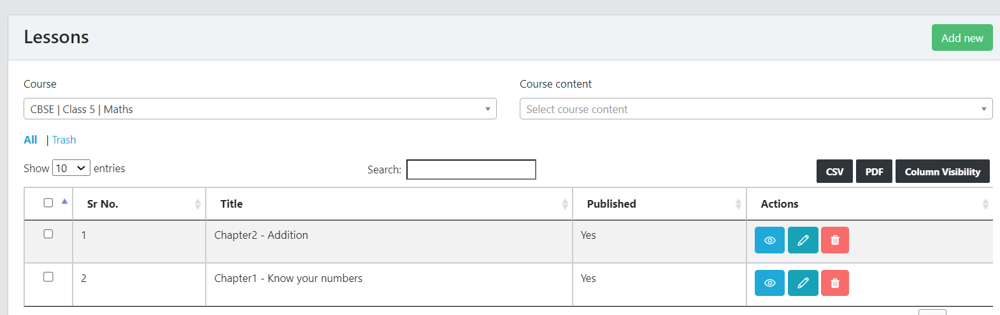 Lessons
Add new
Course
Course content
CBSE | Class 5 | Maths
Select course content
All | Trash
Show 10 entries
Search:
CSV PDF Column Visibility
Sr No. Title Published Actions
1 Chapter2 - Addition Yes
2 Chapter1 - Know your numbers Yes